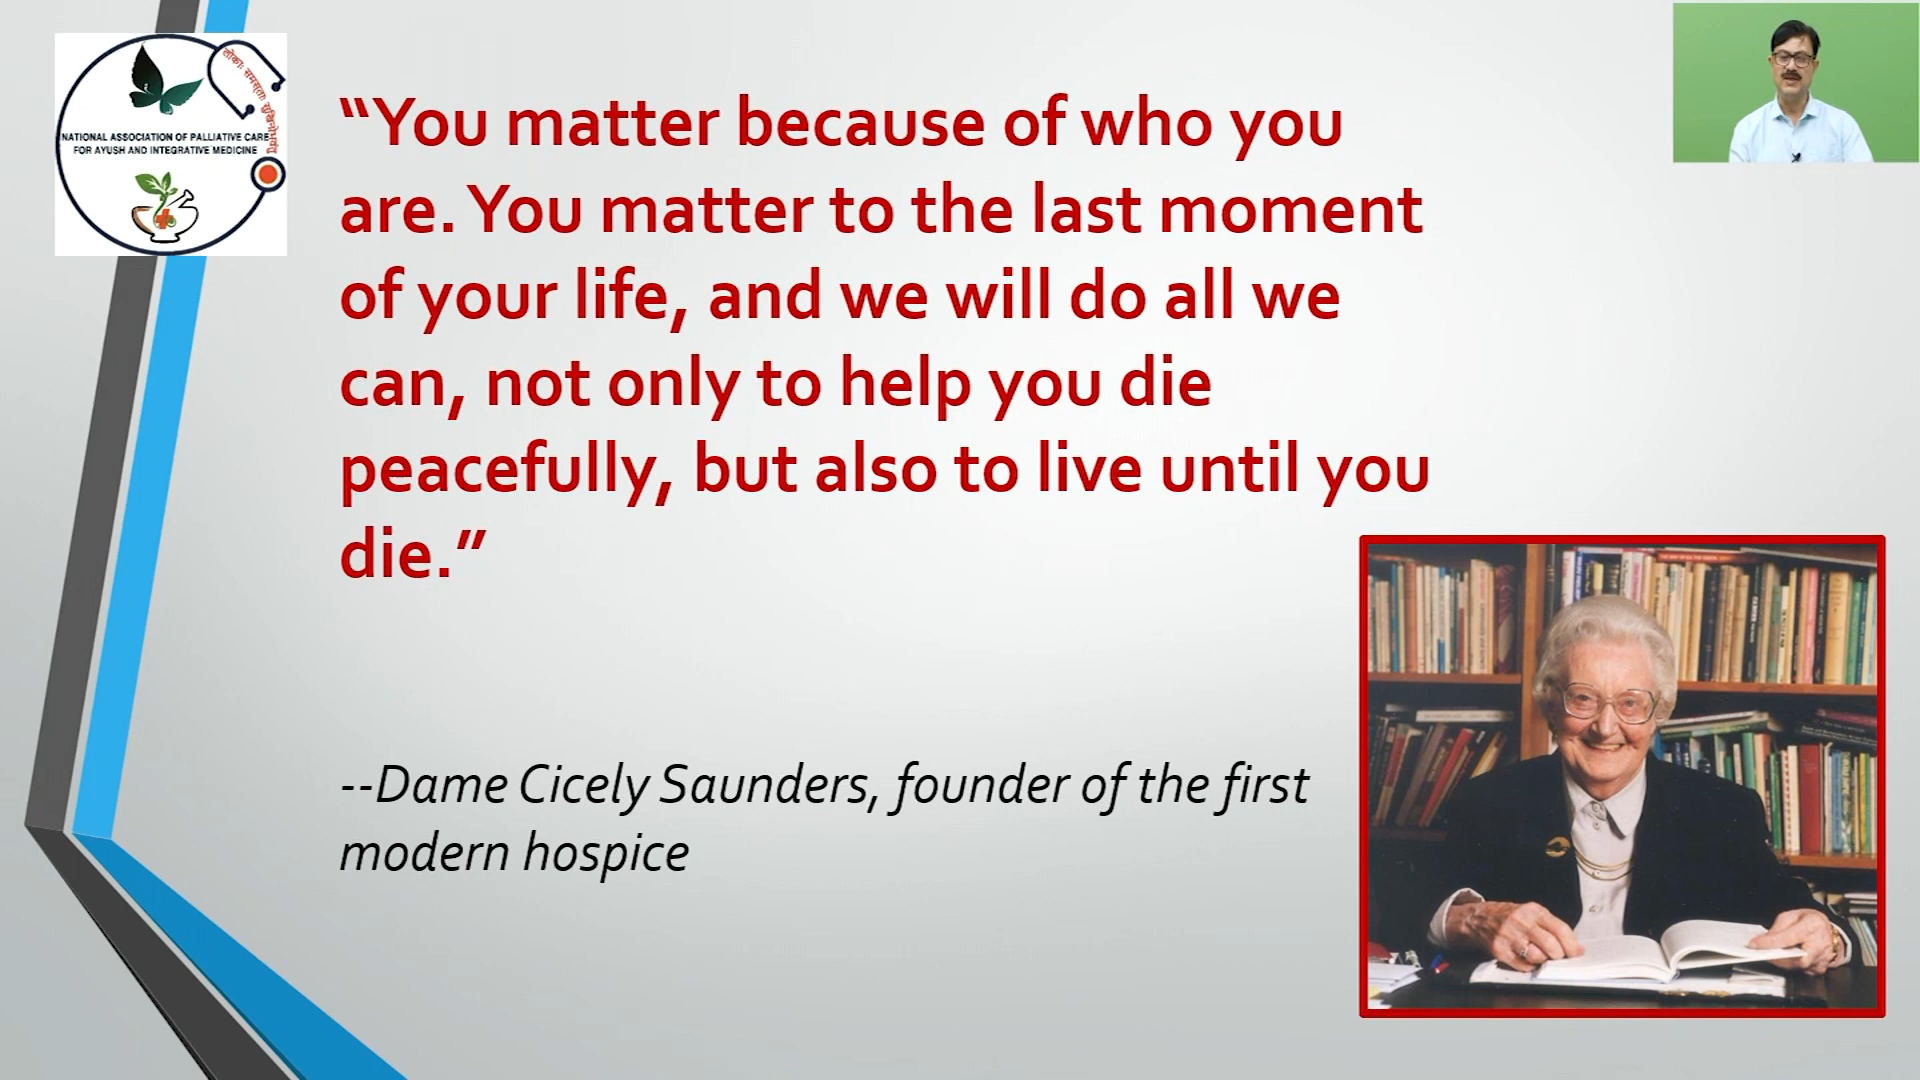 लोकाः समस्ताः सुखिनोभवंतु
NATIONAL ASSOCIATION OF PALLIATIVE CARE
FOR AYUSH AND INTEGRATIVE MEDICINE
“You matter because of who you
are. You matter to the last moment
of your life, and we will do all we
can, not only to help you die
peacefully, but also to live until you
die.”
--Dame Cicely Saunders, founder of the first
modern hospice